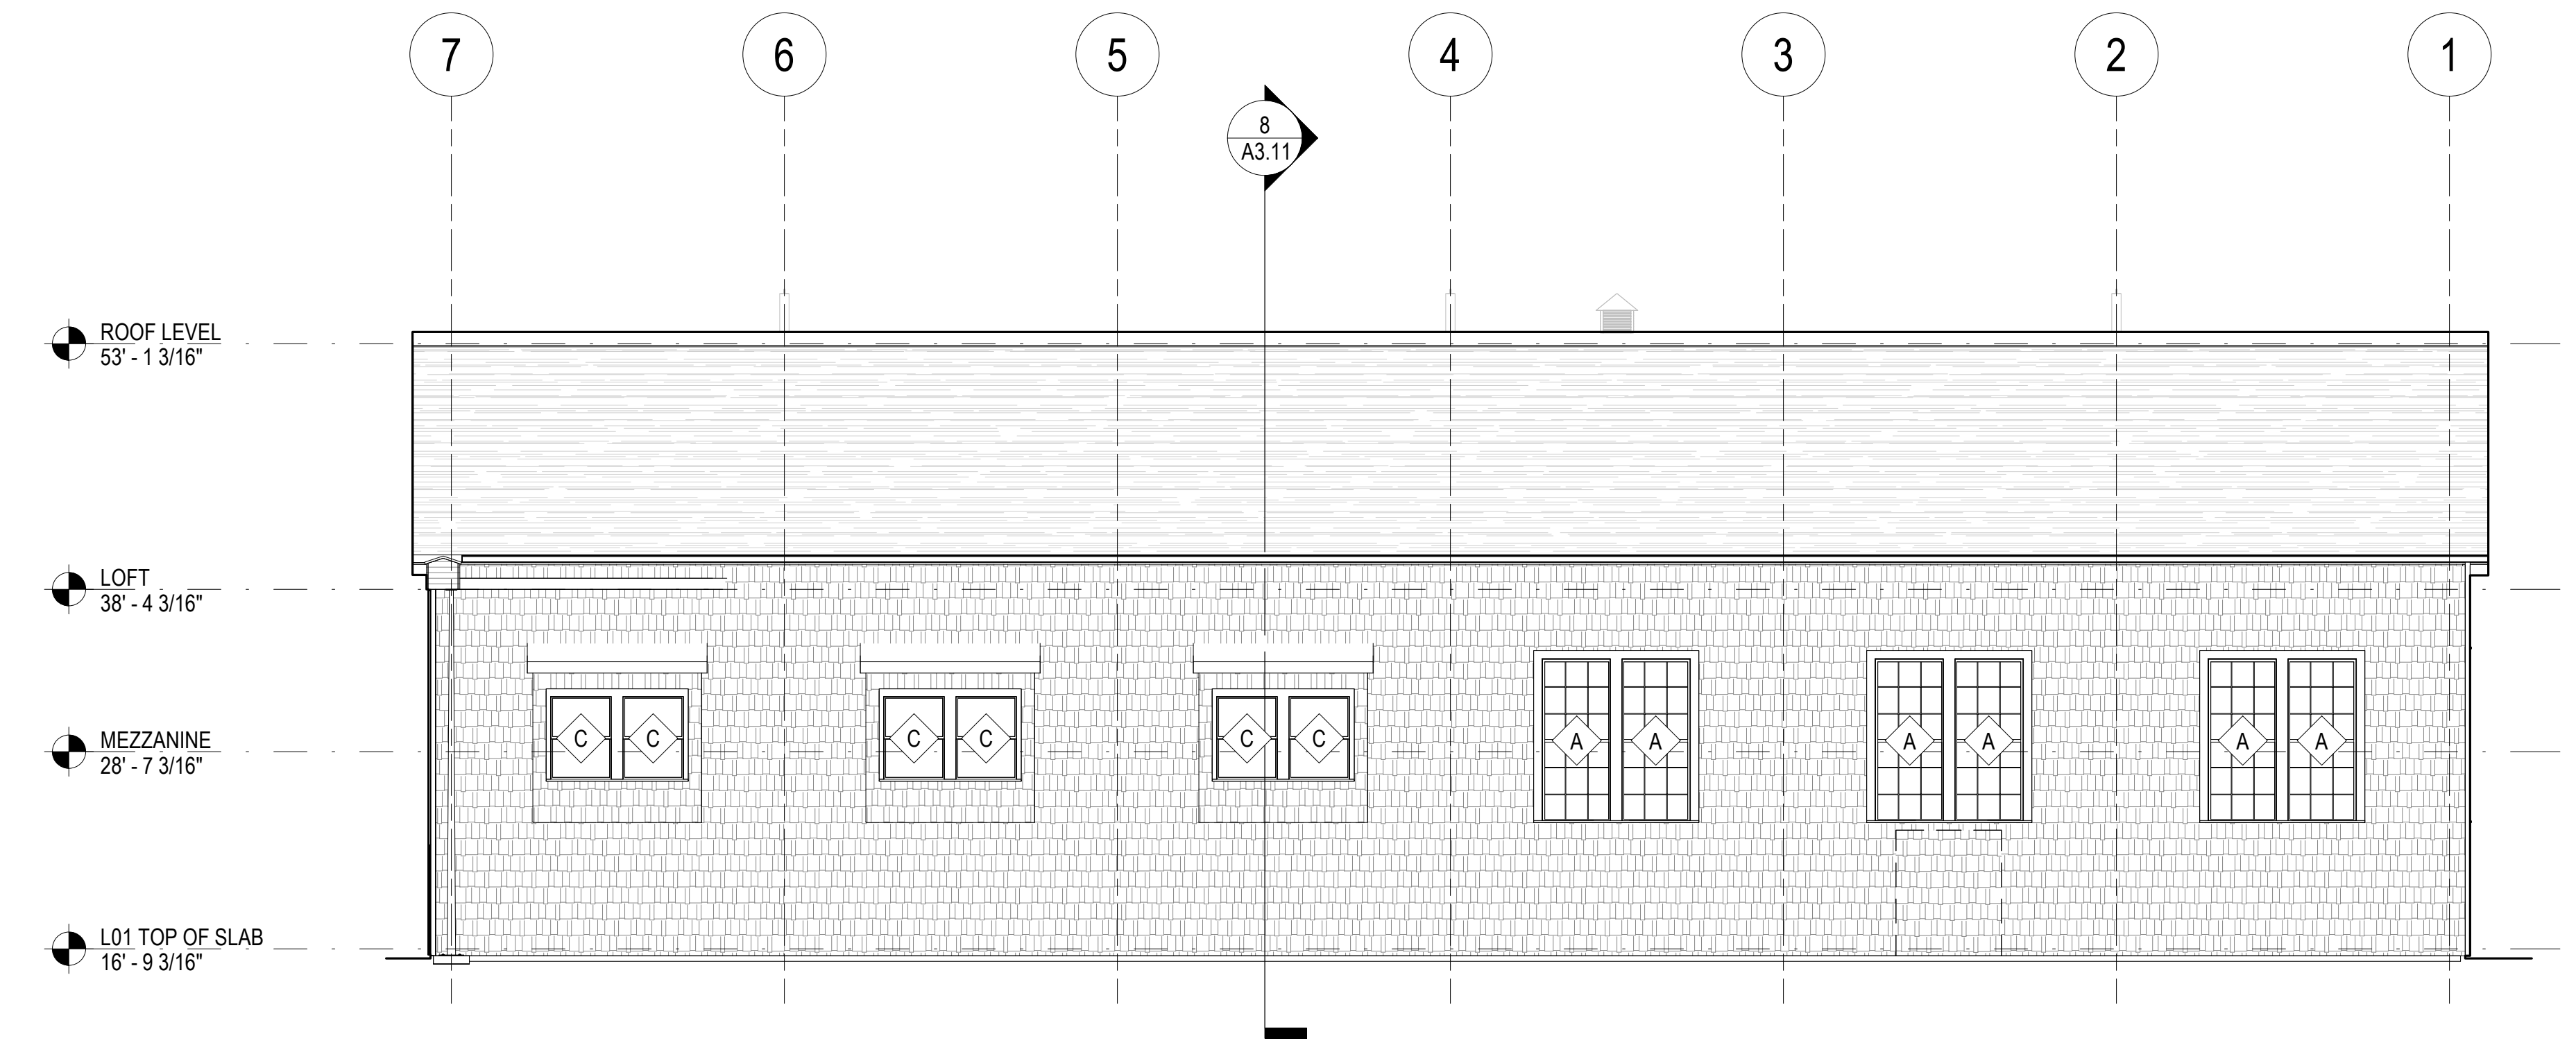 7
6
5
4
3
2
1
8
A3.11
ROOF LEVEL
53' - 1 3/16"
LOFT
38' - 4 3/16"
MEZZANINE
28' - 7 3/16"
C C C C C C A A A A A A
L01 TOP OF SLAB
16' - 9 3/16"